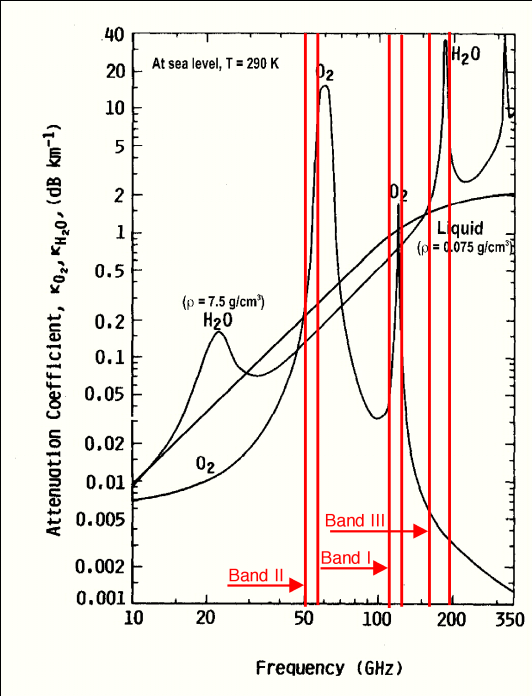 40
At sea level, T = 290 K
O2
H2O
20
10
5
2
O2
Liquid
1
(ρ = 0.075 g/cm³)
0.5
(ρ = 7.5 g/cm³)
H2O
0.2
0.1
0.05
0.02
O2
0.01
0.005
Band III
Band I
0.002
Band II
0.001
10
20
50
100
200
350
Attenuation Coefficient, κO2, κH2O, (dB km⁻¹)
Frequency (GHz)